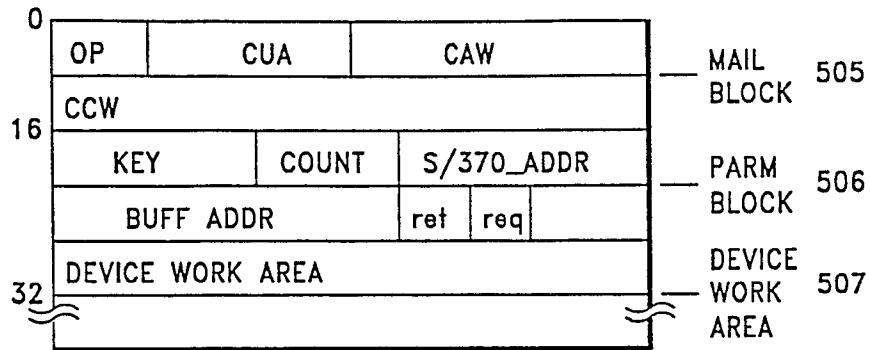 0
OP CUA CAW
MAIL BLOCK 505
CCW
16
KEY COUNT S/370_ADDR
PARM BLOCK 506
BUFF ADDR ret req
DEVICE WORK AREA
DEVICE WORK AREA 507
32